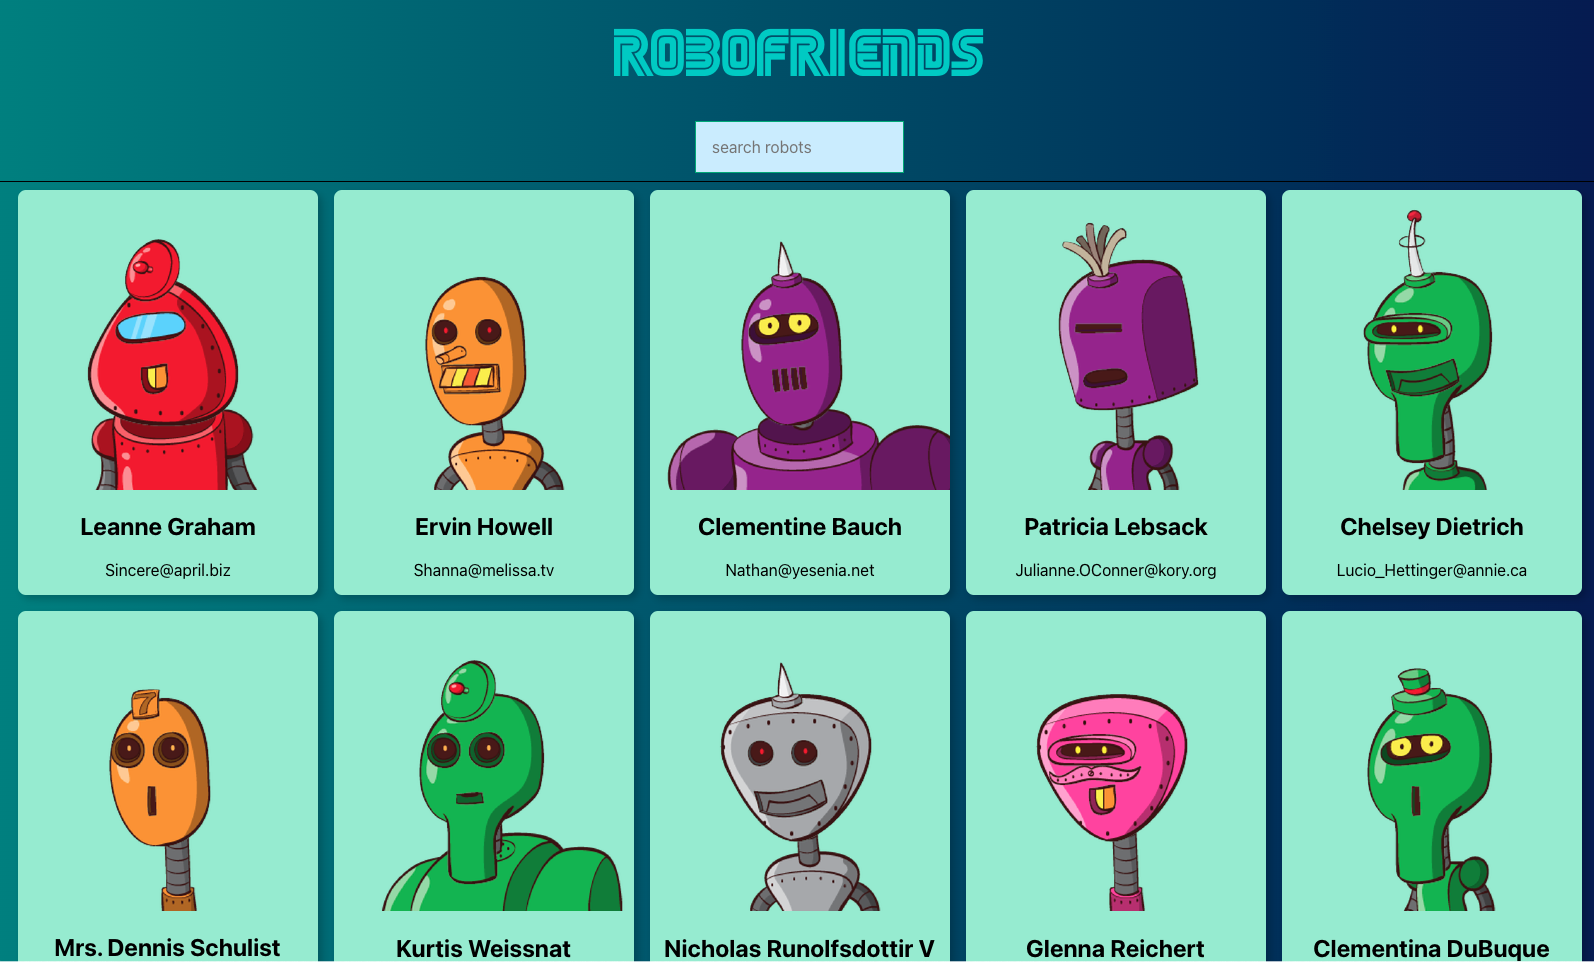 ROBOFRIENDS
search robots
Leanne Graham
Sincere@april.biz
Ervin Howell
Shanna@melissa.tv
Clementine Bauch
Nathan@yesenia.net
Patricia Lebsack
Julianne.OConner@kory.org
Chelsey Dietrich
Lucio_Hettinger@annie.ca
7
Mrs. Dennis Schulist
Kurtis Weissnat
Nicholas Runolfsdottir V
Glenna Reichert
Clementina DuBuque